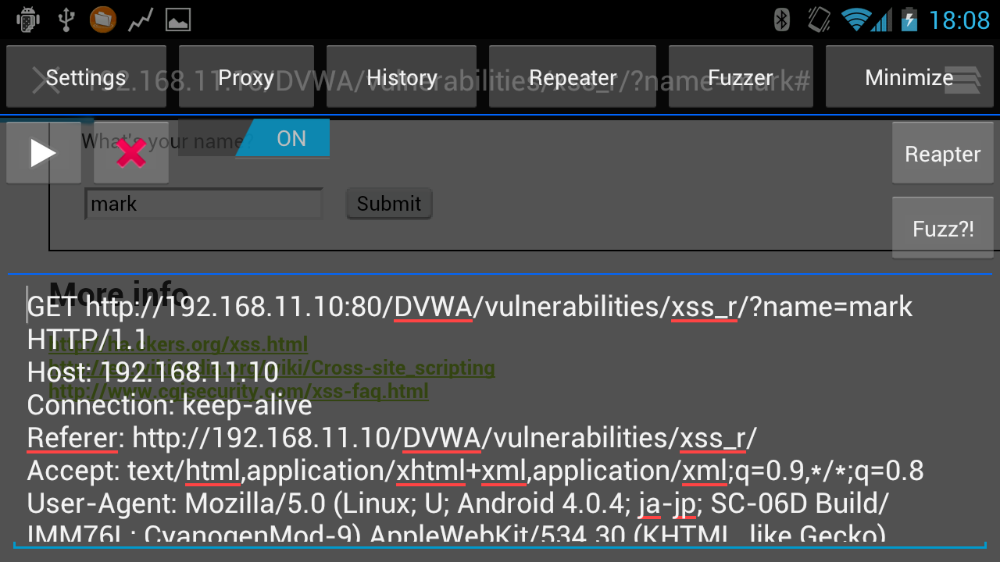 18:08
Settings Proxy History Repeater Fuzzer Minimize
192.168.11.10/DVWA/vulnerabilities/xss_r/?name=mark#
What's your name?
ON
Reapter
mark Submit
Fuzz?!
More info
GET http://192.168.11.10:80/DVWA/vulnerabilities/xss_r/?name=mark
HTTP/1.1
http://ha.ckers.org/xss.html
http://en.wikipedia.org/wiki/Cross-site_scripting
Host: 192.168.11.10
http://www.cgisecurity.com/xss-faq.html
Connection: keep-alive
Referer: http://192.168.11.10/DVWA/vulnerabilities/xss_r/
Accept: text/html,application/xhtml+xml,application/xml;q=0.9,*/*;q=0.8
User-Agent: Mozilla/5.0 (Linux; U; Android 4.0.4; ja-jp; SC-06D Build/
IMM76L; CyanogenMod-9) AppleWebKit/534.30 (KHTML, like Gecko)